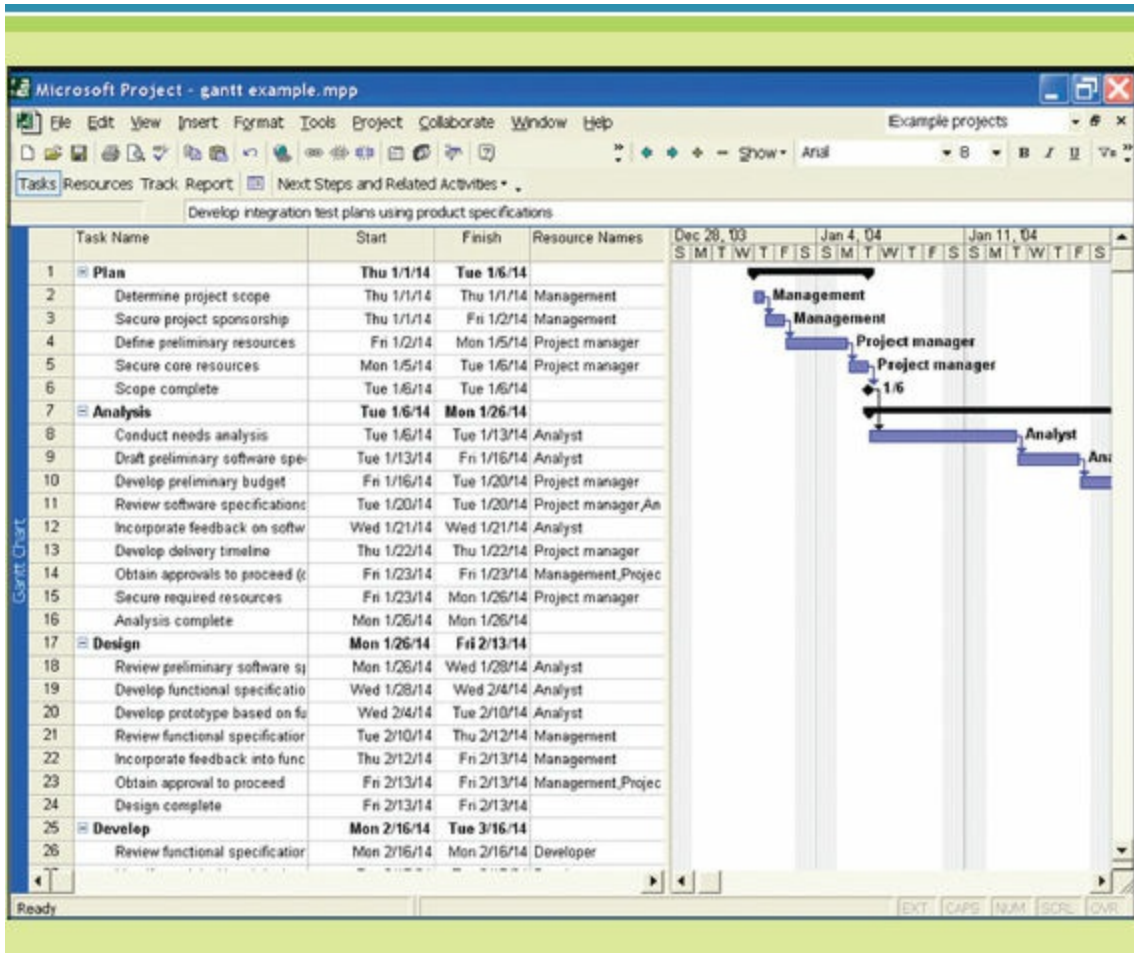 Microsoft Project - gantt example.mpp
File Edit View Insert Format Tools Project Collaborate Window Help Example projects
Show Arial 8 B I U
Tasks Resources Track Report Next Steps and Related Activities
Develop integration test plans using product specifications
Task Name Start Finish Resource Names Dec 28, '03 Jan 4, '04 Jan 11, '04
S M T W T F S S M T W T F S S M T W T F S
1 Plan Thu 1/1/14 Tue 1/6/14
2 Determine project scope Thu 1/1/14 Thu 1/1/14 Management Management
3 Secure project sponsorship Thu 1/1/14 Fri 1/2/14 Management Management
4 Define preliminary resources Fri 1/2/14 Mon 1/5/14 Project manager Project manager
5 Secure core resources Mon 1/5/14 Tue 1/6/14 Project manager Project manager
6 Scope complete Tue 1/6/14 Tue 1/6/14 1/6
7 Analysis Tue 1/6/14 Mon 1/26/14
8 Conduct needs analysis Tue 1/6/14 Tue 1/13/14 Analyst Analyst
9 Draft preliminary software spe Tue 1/13/14 Fri 1/16/14 Analyst Ana
10 Develop preliminary budget Fri 1/16/14 Tue 1/20/14 Project manager
11 Review software specifications Tue 1/20/14 Tue 1/20/14 Project manager,An
12 Incorporate feedback on softw Wed 1/21/14 Wed 1/21/14 Analyst
13 Develop delivery timeline Thu 1/22/14 Thu 1/22/14 Project manager
14 Obtain approvals to proceed (c Fri 1/23/14 Fri 1/23/14 Management,Projec
15 Secure required resources Fri 1/23/14 Mon 1/26/14 Project manager
16 Analysis complete Mon 1/26/14 Mon 1/26/14
17 Design Mon 1/26/14 Fri 2/13/14
18 Review preliminary software sp Mon 1/26/14 Wed 1/28/14 Analyst
19 Develop functional specificatio Wed 1/28/14 Wed 2/4/14 Analyst
20 Develop prototype based on fu Wed 2/4/14 Tue 2/10/14 Analyst
21 Review functional specification Tue 2/10/14 Thu 2/12/14 Management
22 Incorporate feedback into func Thu 2/12/14 Fri 2/13/14 Management
23 Obtain approval to proceed Fri 2/13/14 Fri 2/13/14 Management,Projec
24 Design complete Fri 2/13/14 Fri 2/13/14
25 Develop Mon 2/16/14 Tue 3/16/14
26 Review functional specification Mon 2/16/14 Mon 2/16/14 Developer
Gantt Chart
Ready EXT CAPS NUM SCRL OVR